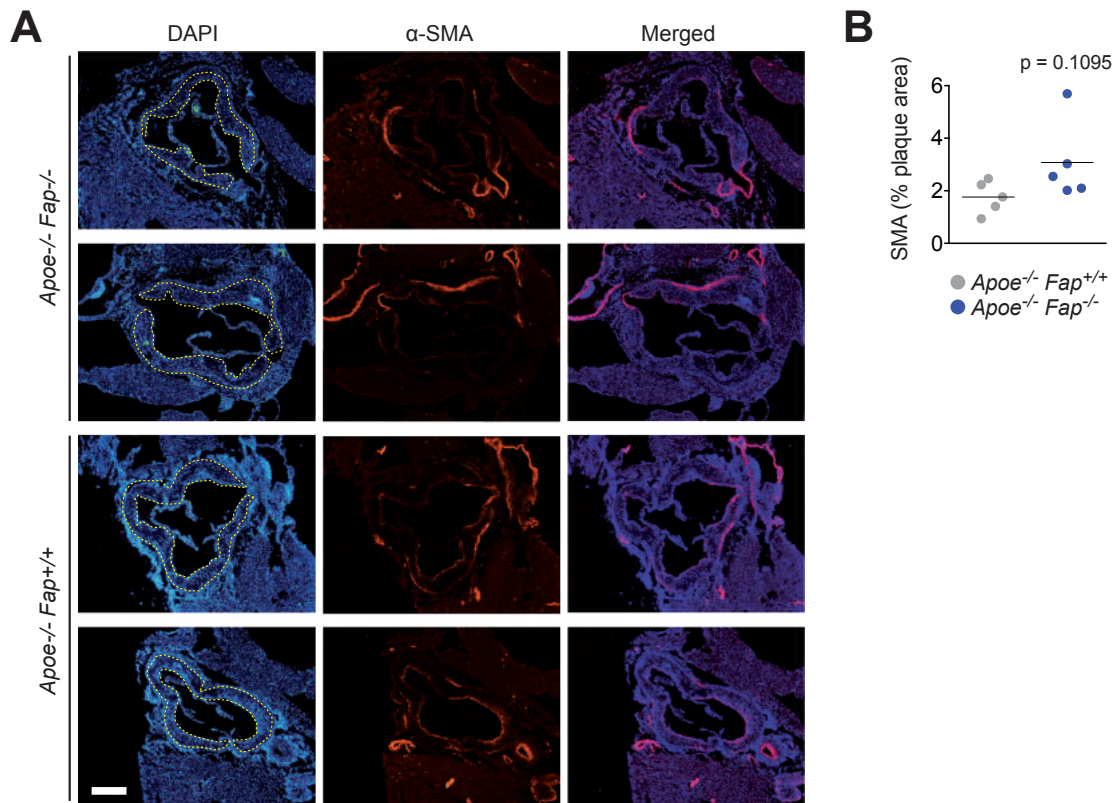 A
DAPI
α-SMA
Merged
Apoe-/- Fap-/-
Apoe-/- Fap+/+
B
p = 0.1095
SMA (% plaque area)
6
4
2
0
Apoe-/- Fap+/+
Apoe-/- Fap-/-